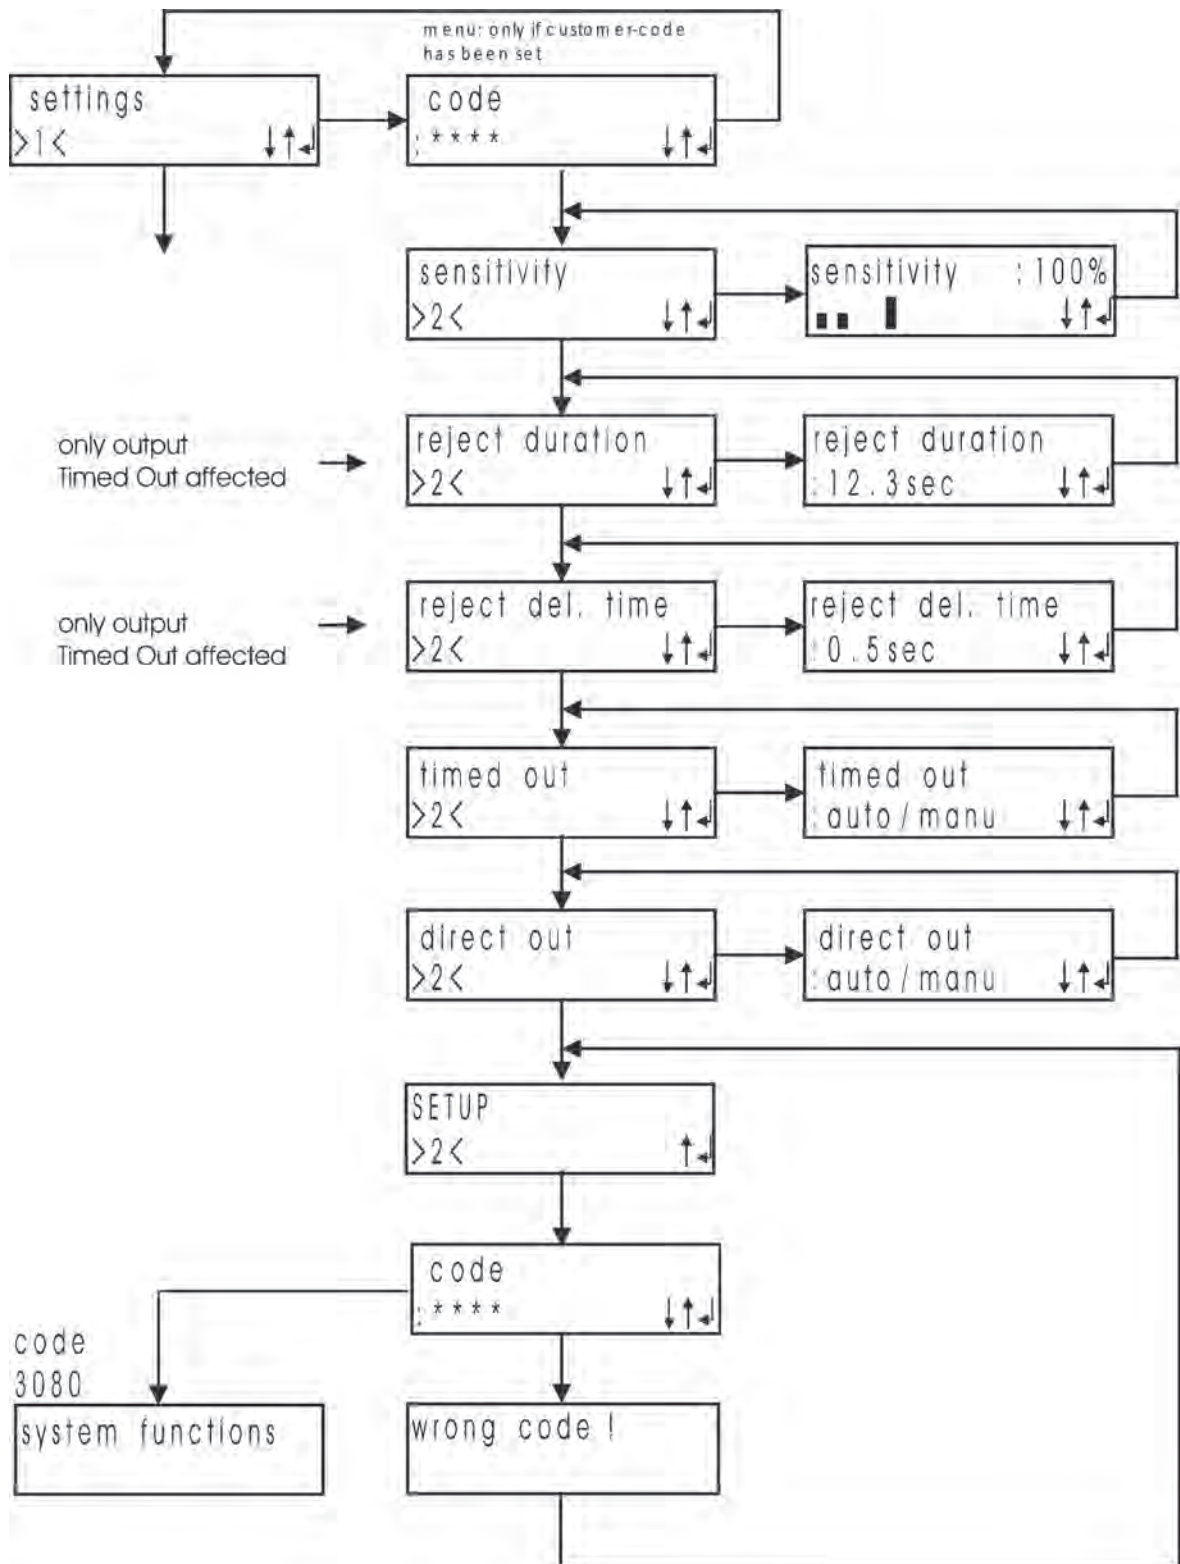 menu: only if customer-code
has been set
settings
>1<
code
:****
sensitivity
>2<
sensitivity :100%
only output
Timed Out affected
reject duration
>2<
reject duration
:12.3sec
only output
Timed Out affected
reject del. time
>2<
reject del. time
:0.5sec
timed out
>2<
timed out
:auto/manu
direct out
>2<
direct out
:auto/manu
SETUP
>2<
code
:****
code
3080
system functions
wrong code !